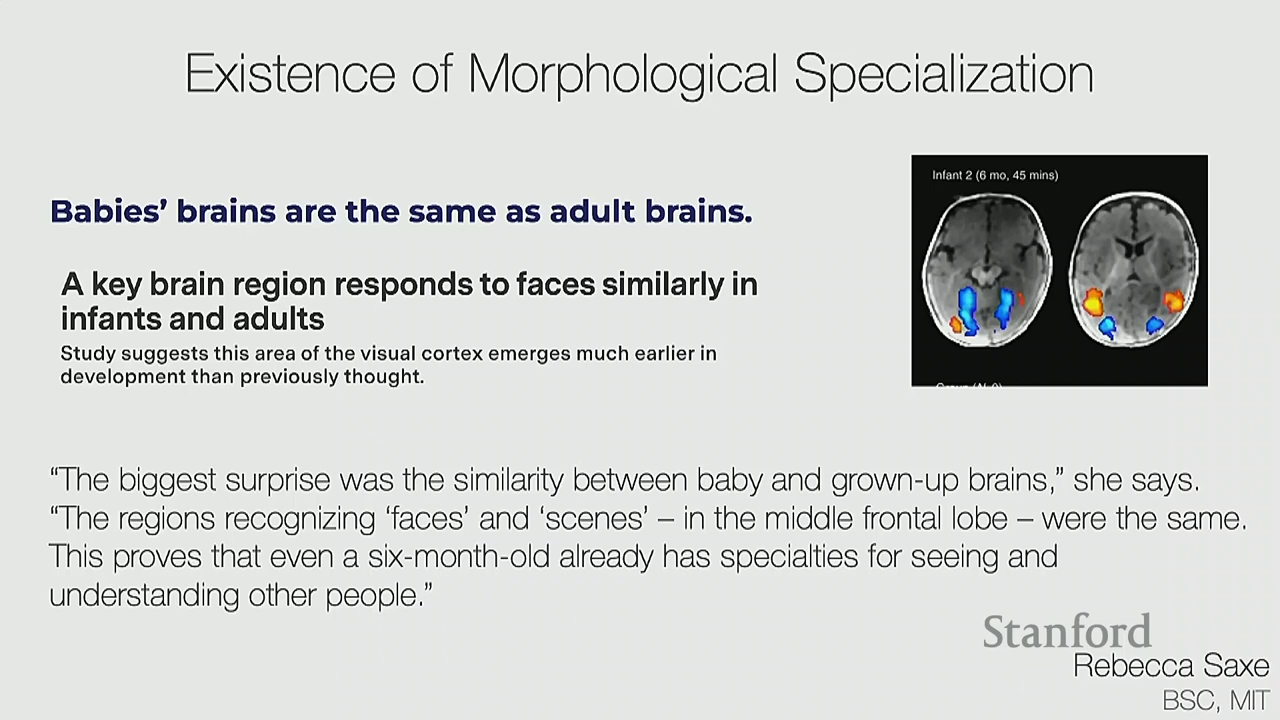 Existence of Morphological Specialization
Babies' brains are the same as adult brains.
Infant 2 (6 mo, 45 mins)
A key brain region responds to faces similarly in
infants and adults
Study suggests this area of the visual cortex emerges much earlier in
development than previously thought.
“The biggest surprise was the similarity between baby and grown-up brains,” she says.
“The regions recognizing ‘faces’ and ‘scenes’ – in the middle frontal lobe – were the same.
This proves that even a six-month-old already has specialties for seeing and
understanding other people.”
Stanford
Rebecca Saxe
BSC, MIT